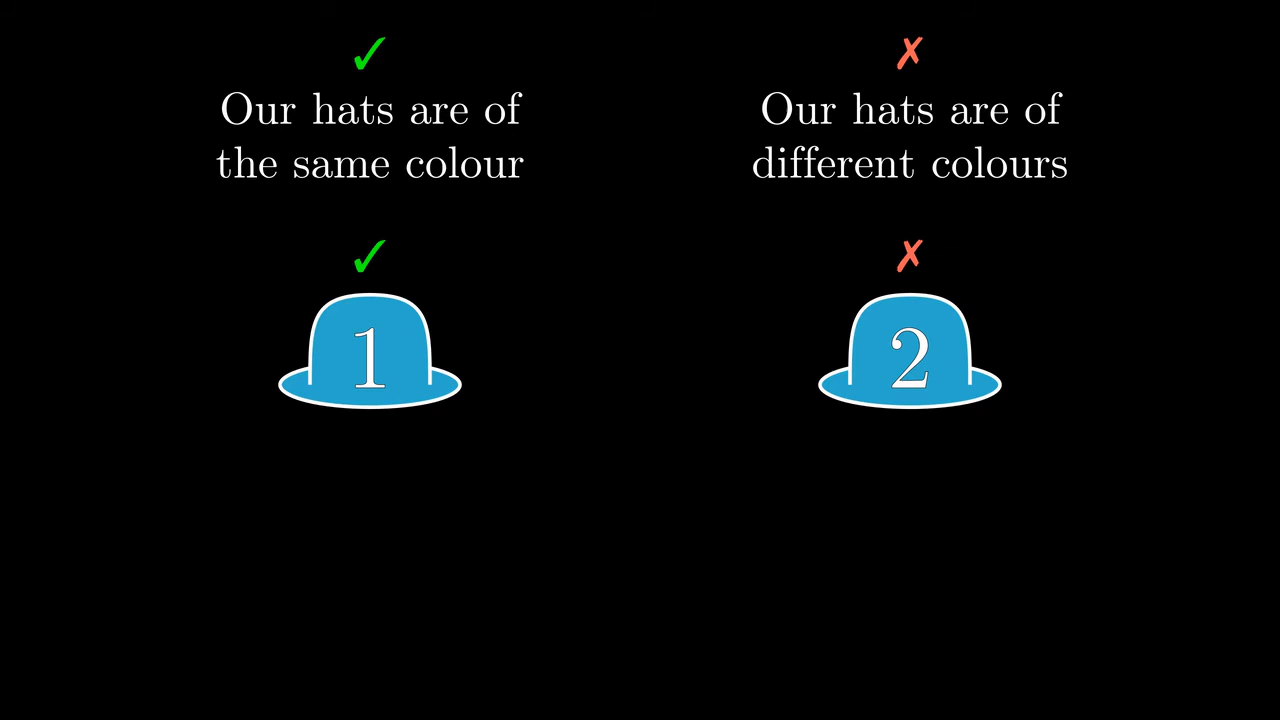 ✓
Our hats are of
the same colour
✓
1
✗
Our hats are of
different colours
✗
2